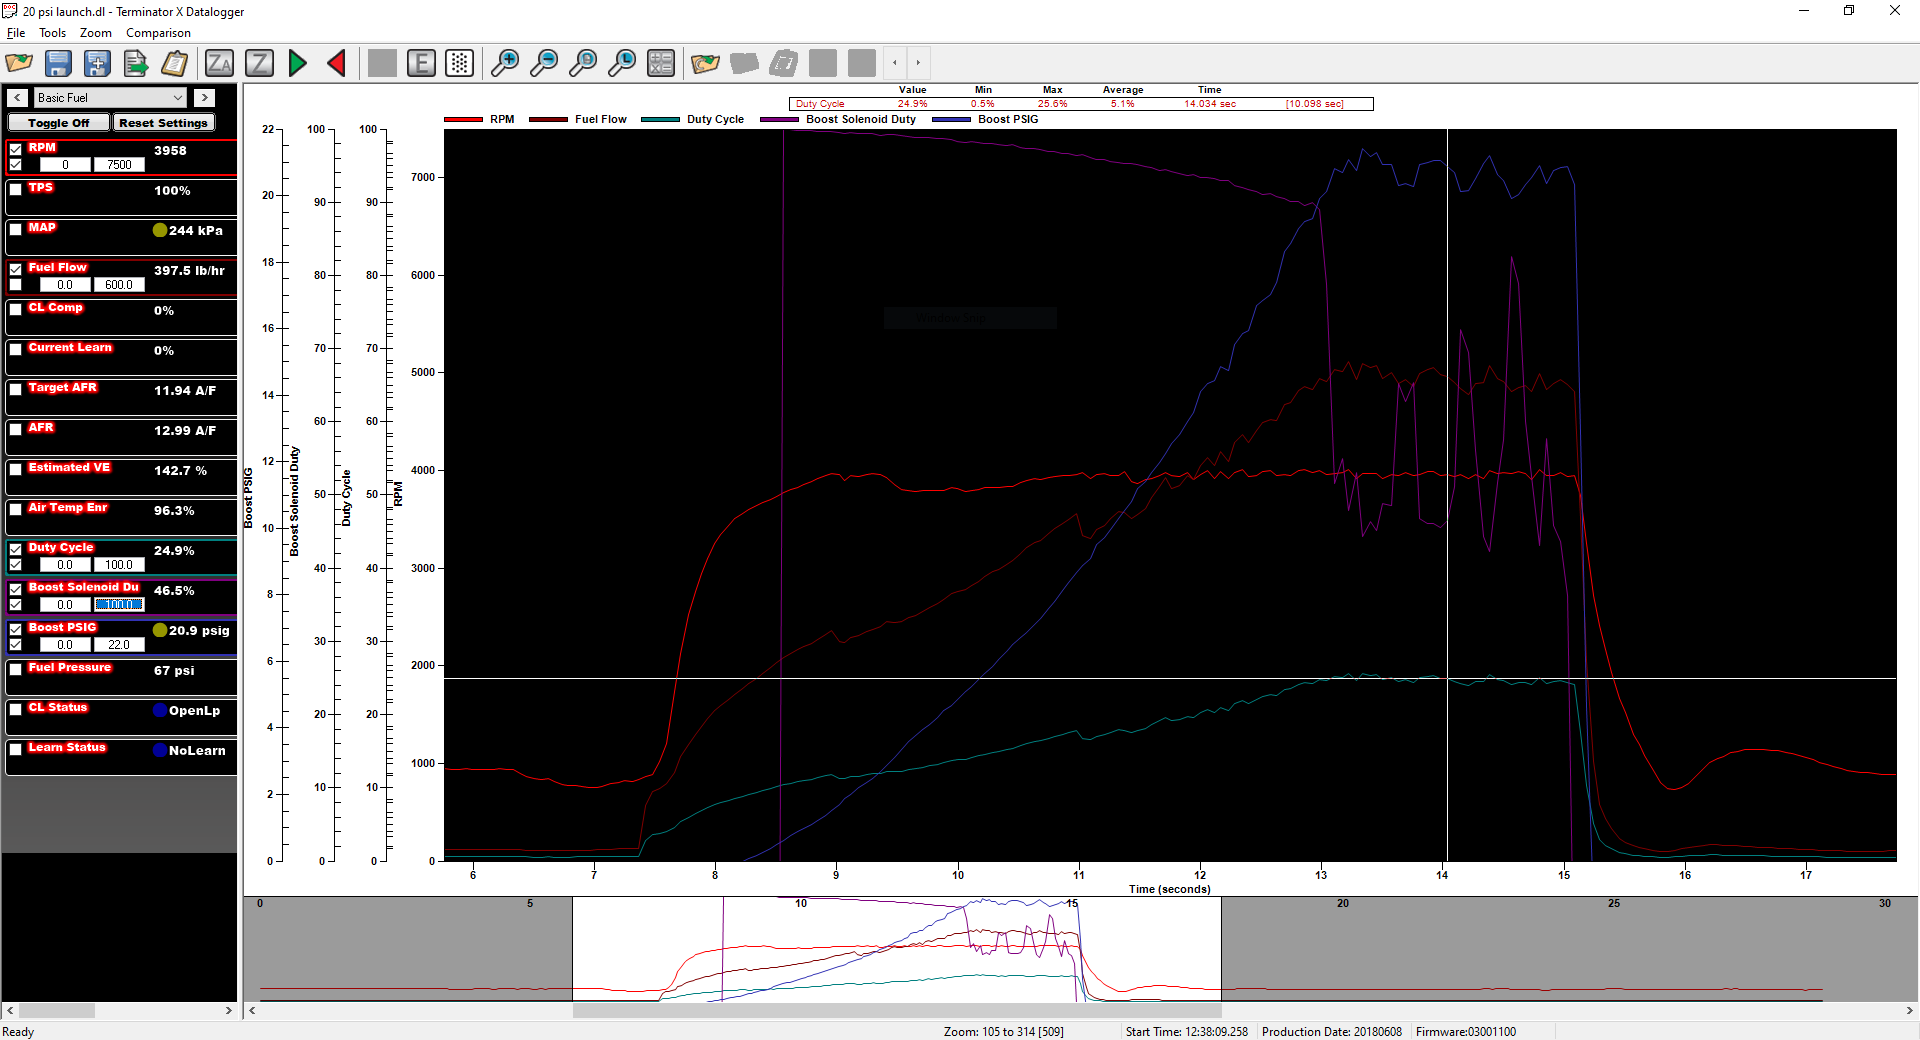 20 psi launch.dl - Terminator X Datalogger
File Tools Zoom Comparison
ZA Z E
Basic Fuel
Toggle Off Reset Settings
RPM 3958
0 7500
TPS 100%
MAP 244 kPa
Fuel Flow 397.5 lb/hr
0.0 600.0
CL Comp 0%
Current Learn 0%
Target AFR 11.94 A/F
AFR 12.99 A/F
Estimated VE 142.7 %
Air Temp Enr 96.3%
Duty Cycle 24.9%
0.0 100.0
Boost Solenoid Du 46.5%
0.0 100.0
Boost PSIG 20.9 psig
0.0 22.0
Fuel Pressure 67 psi
CL Status OpenLp
Learn Status NoLearn
Value Min Max Average Time
Duty Cycle 24.9% 0.5% 25.6% 5.1% 14.034 sec [10.098 sec]
RPM Fuel Flow Duty Cycle Boost Solenoid Duty Boost PSIG
22 20 18 16 14 12 10 8 6 4 2 0
Boost PSIG
100 90 80 70 60 50 40 30 20 10 0
Boost Solenoid Duty
100 90 80 70 60 50 40 30 20 10 0
Duty Cycle
7000 6000 5000 4000 3000 2000 1000 0
RPM
Window Snip
6 7 8 9 10 11 12 13 14 15 16 17
Time (seconds)
0 5 10 15 20 25 30
Ready Zoom: 105 to 314 [509] Start Time: 12:38:09.258 Production Date: 20180608 Firmware:03001100